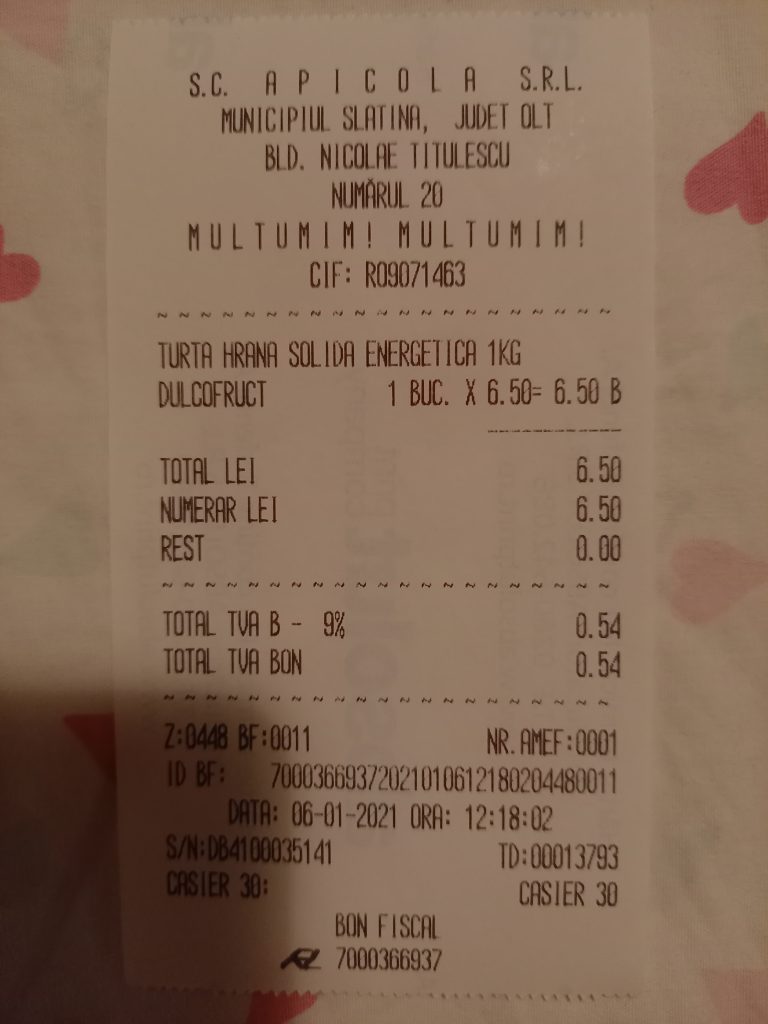 S.C. A P I C O L A S.R.L.
MUNICIPIUL SLATINA, JUDET OLT
BLD. NICOLAE TITULESCU
NUMĂRUL 20
M U L T U M I M ! M U L T U M I M !
CIF: RO9071463
~ ~ ~ ~ ~ ~ ~ ~ ~ ~ ~ ~ ~ ~ ~ ~ ~ ~ ~ ~ ~
TURTA HRANA SOLIDA ENERGETICA 1KG
DULCOFRUCT 1 BUC. X 6.50= 6.50 B
------------
TOTAL LEI 6.50
NUMERAR LEI 6.50
REST 0.00
~ ~ ~ ~ ~ ~ ~ ~ ~ ~ ~ ~ ~ ~ ~ ~ ~ ~ ~ ~ ~
TOTAL TVA B - 9% 0.54
TOTAL TVA BON 0.54
~ ~ ~ ~ ~ ~ ~ ~ ~ ~ ~ ~ ~ ~ ~ ~ ~ ~ ~ ~ ~
Z:0448 BF:0011 NR.AMEF:0001
ID BF: 70003669372021010612180204480011
DATA: 06-01-2021 ORA: 12:18:02
S/N:DB4100035141 TD:00013793
CASIER 30: CASIER 30
BON FISCAL
7000366937